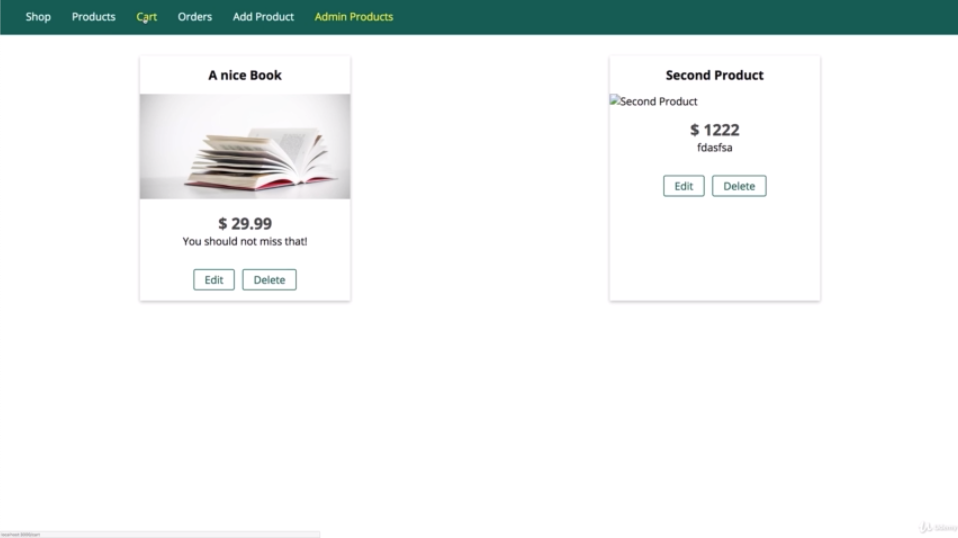 Shop Products Cart Orders Add Product Admin Products
A nice Book
$ 29.99
You should not miss that!
Edit Delete
Second Product
Second Product
$ 1222
fdasfsa
Edit Delete
Udemy